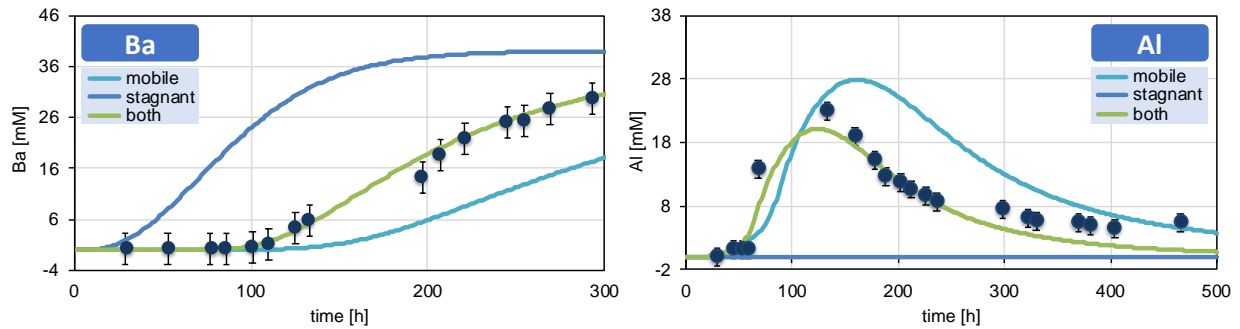 Ba
mobile
stagnant
both
Ba [mM]
46
36
26
16
6
-4
0
100
200
300
time [h]
Al
mobile
stagnant
both
Al [mM]
38
28
18
8
-2
0
100
200
300
400
500
time [h]